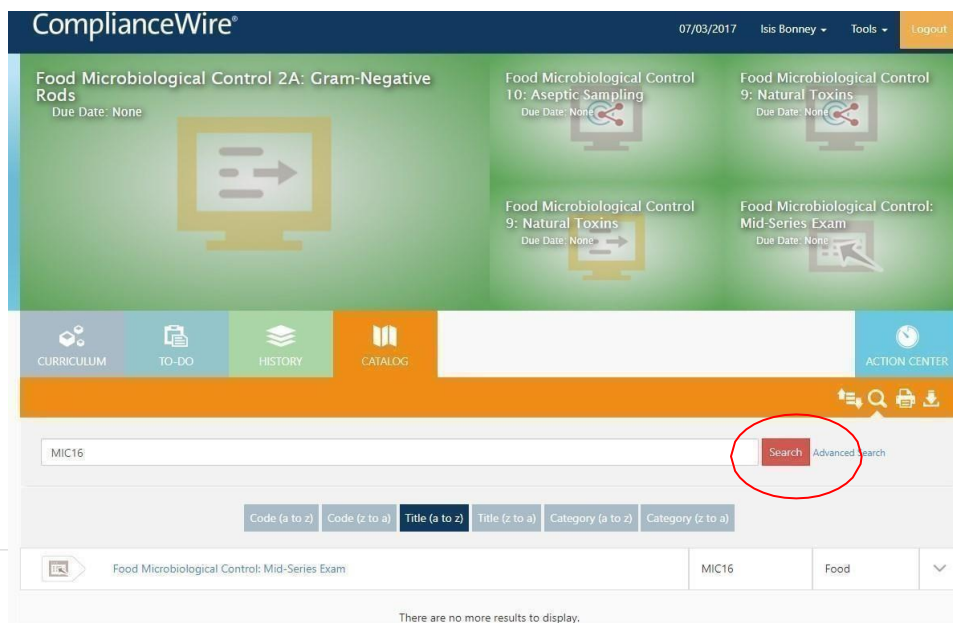 ComplianceWire®
07/03/2017 Isis Bonney Tools Logout
Food Microbiological Control 2A: Gram-Negative
Rods
Due Date: None
Food Microbiological Control
10: Aseptic Sampling
Due Date: None
Food Microbiological Control
9: Natural Toxins
Due Date: None
Food Microbiological Control
9: Natural Toxins
Due Date: None
Food Microbiological Control:
Mid-Series Exam
Due Date: None
CURRICULUM TO-DO HISTORY CATALOG ACTION CENTER
MIC16 Search Advanced Search
Code (a to z) Code (z to a) Title (a to z) Title (z to a) Category (a to z) Category (z to a)
Food Microbiological Control: Mid-Series Exam MIC16 Food
There are no more results to display.